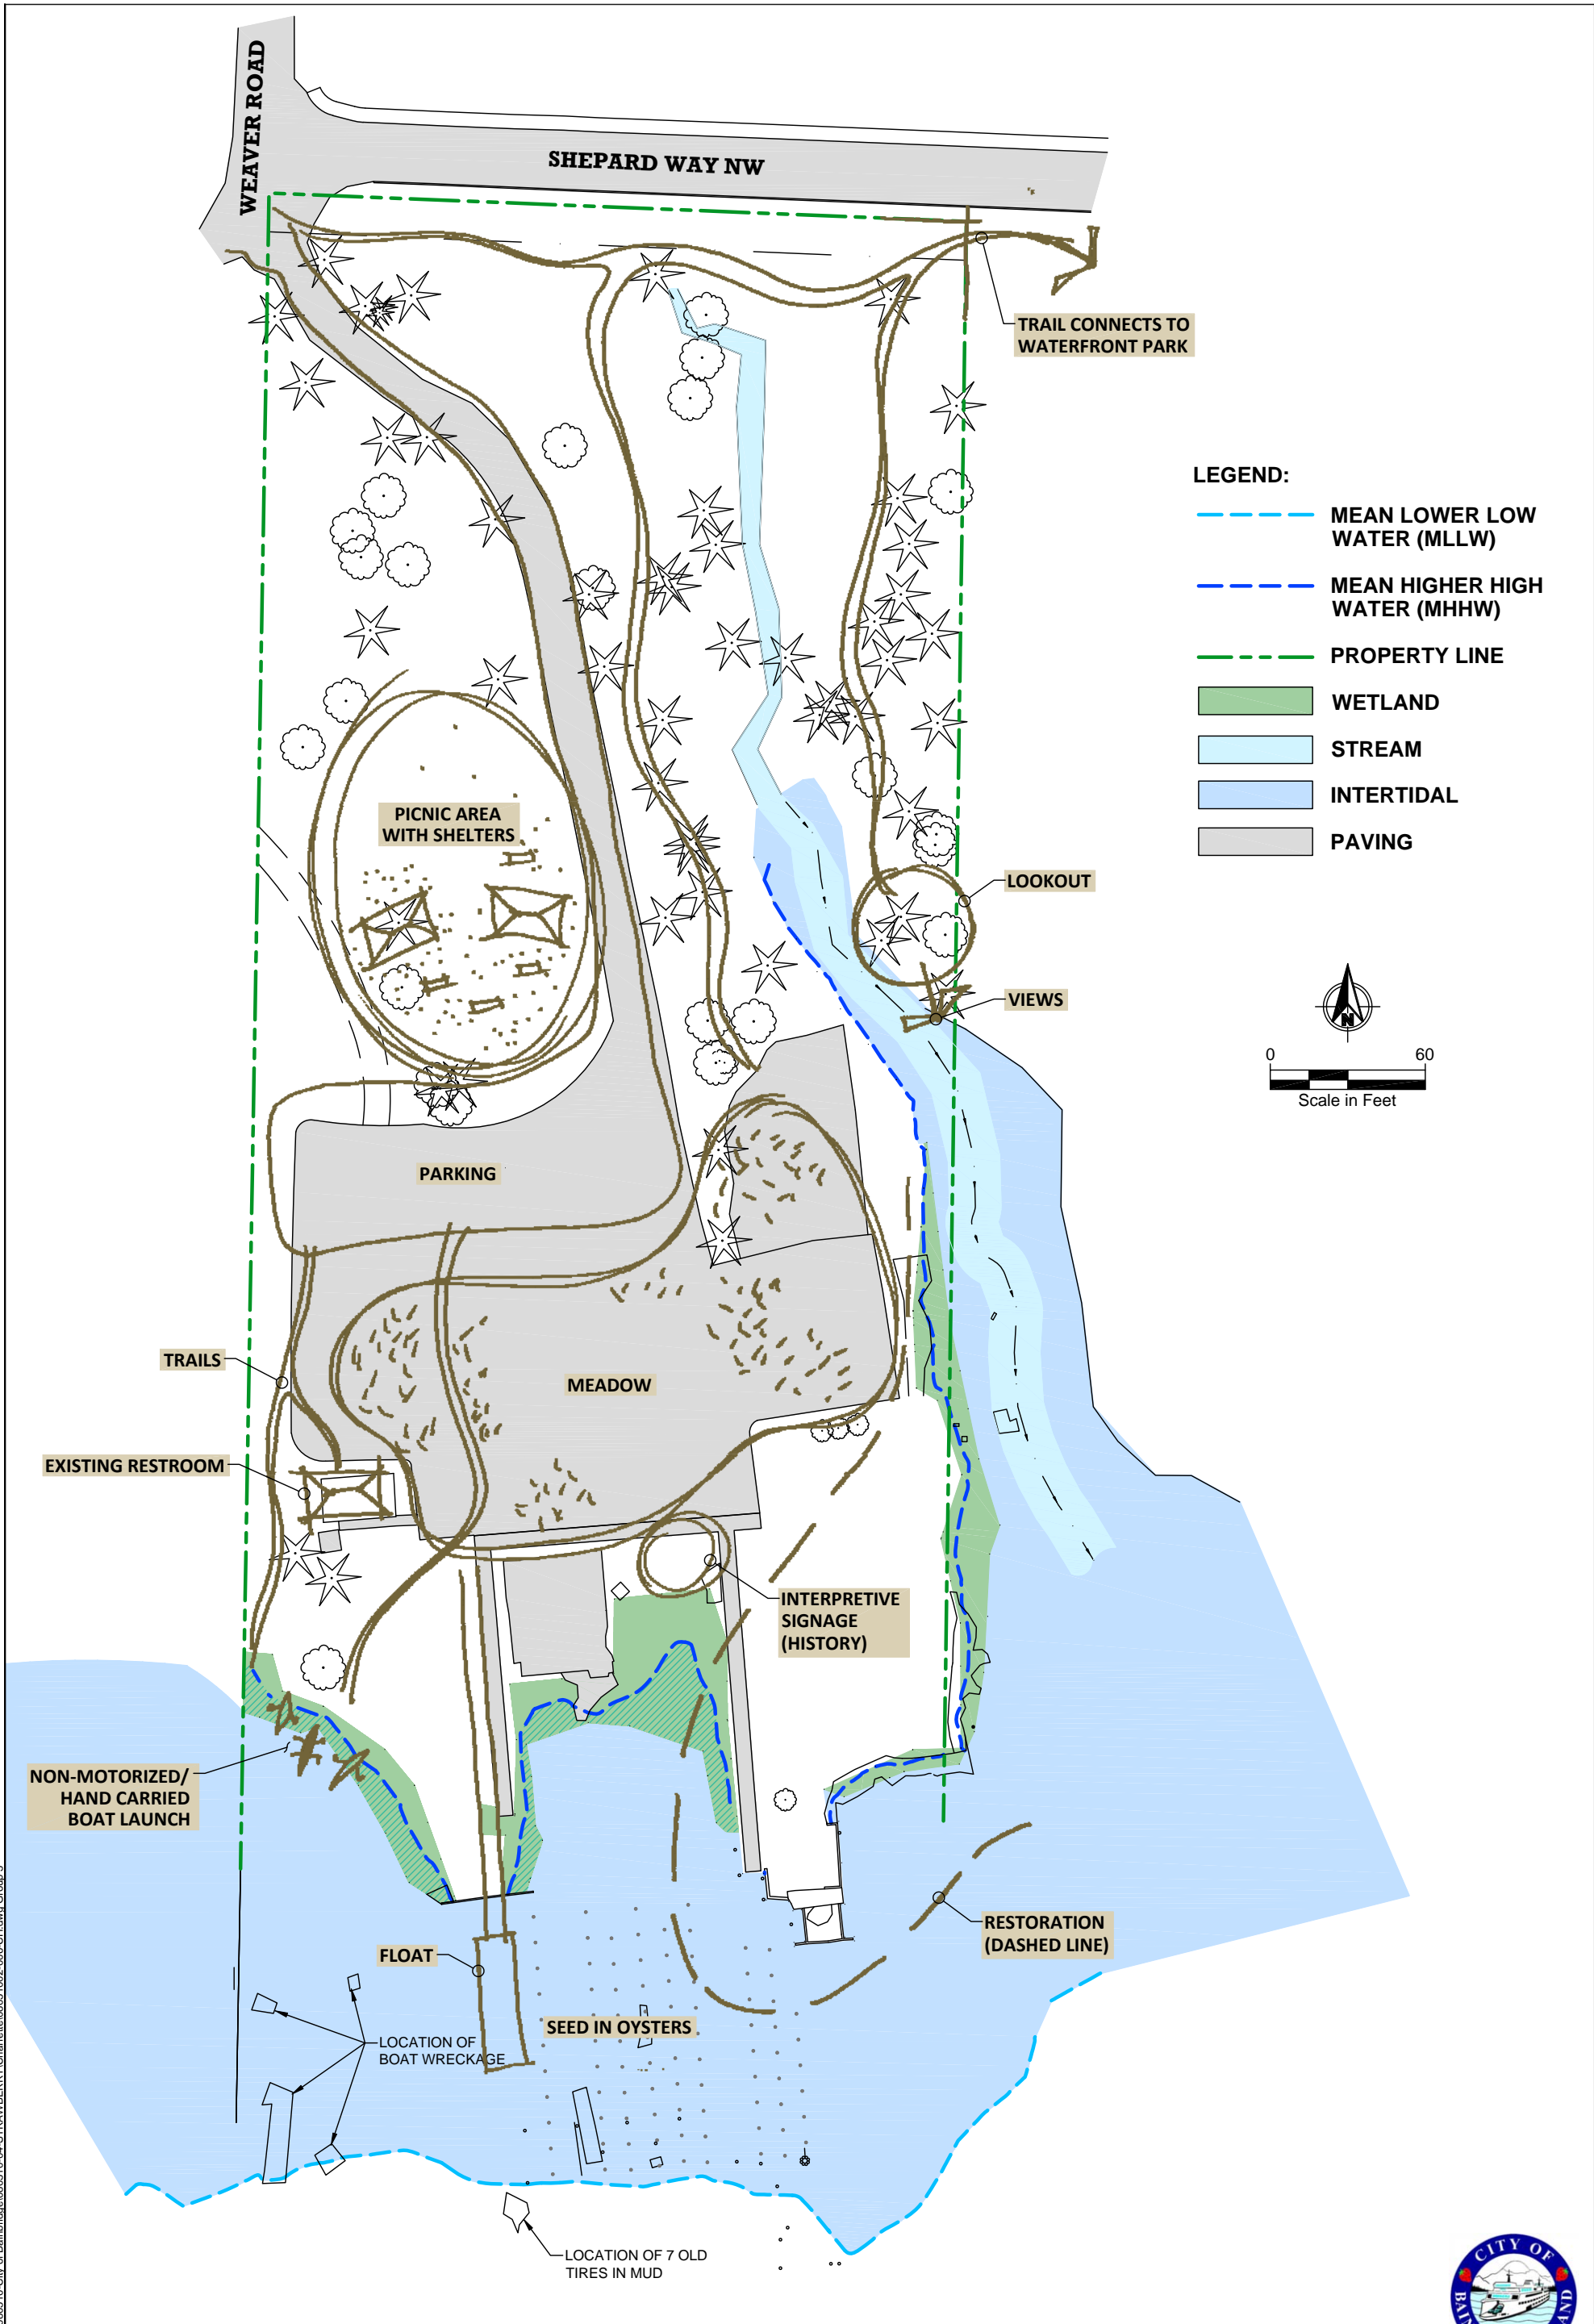 WEAVER ROAD
SHEPARD WAY NW
TRAIL CONNECTS TO
WATERFRONT PARK
LEGEND:
MEAN LOWER LOW
WATER (MLLW)
MEAN HIGHER HIGH
WATER (MHHW)
PROPERTY LINE
WETLAND
STREAM
INTERTIDAL
PAVING
PICNIC AREA
WITH SHELTERS
LOOKOUT
VIEWS
N
0 60
Scale in Feet
PARKING
TRAILS
MEADOW
EXISTING RESTROOM
INTERPRETIVE
SIGNAGE
(HISTORY)
NON-MOTORIZED/
HAND CARRIED
BOAT LAUNCH
RESTORATION
(DASHED LINE)
FLOAT
SEED IN OYSTERS
LOCATION OF
BOAT WRECKAGE
LOCATION OF 7 OLD
TIRES IN MUD
CITY OF